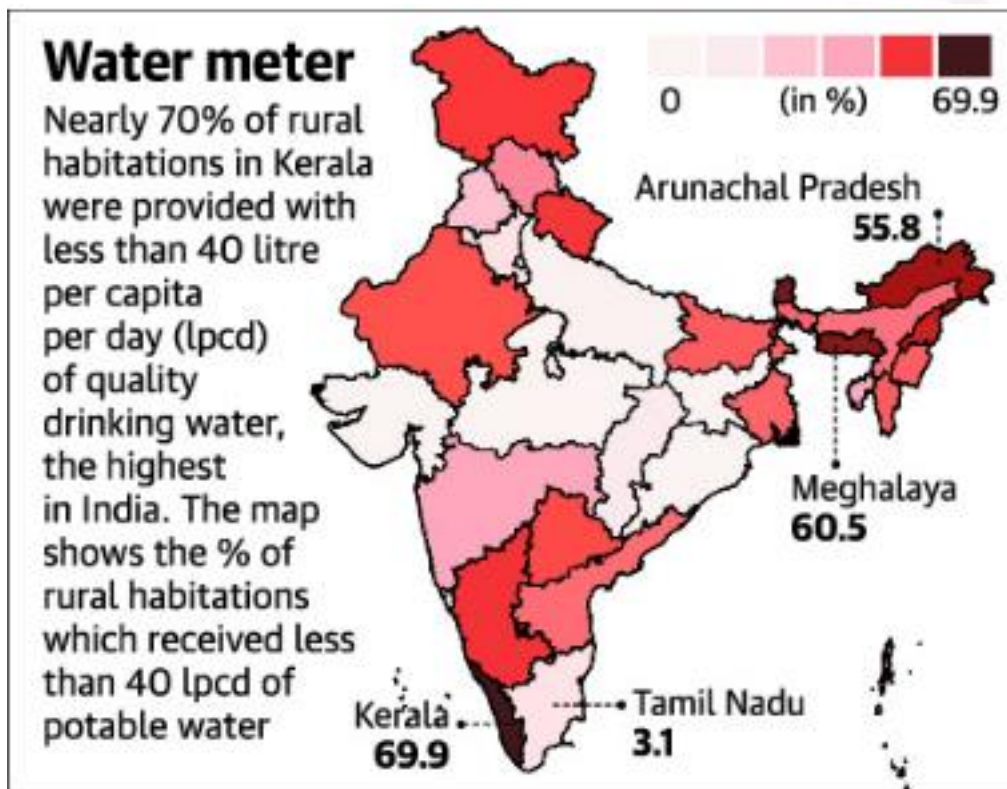 Water meter
Nearly 70% of rural
habitations in Kerala
were provided with
less than 40 litre
per capita
per day (lpcd)
of quality
drinking water,
the highest
in India. The map
shows the % of
rural habitations
which received less
than 40 lpcd of
potable water
0 (in %) 69.9
Arunachal Pradesh
55.8
Meghalaya
60.5
Tamil Nadu
3.1
Kerala
69.9